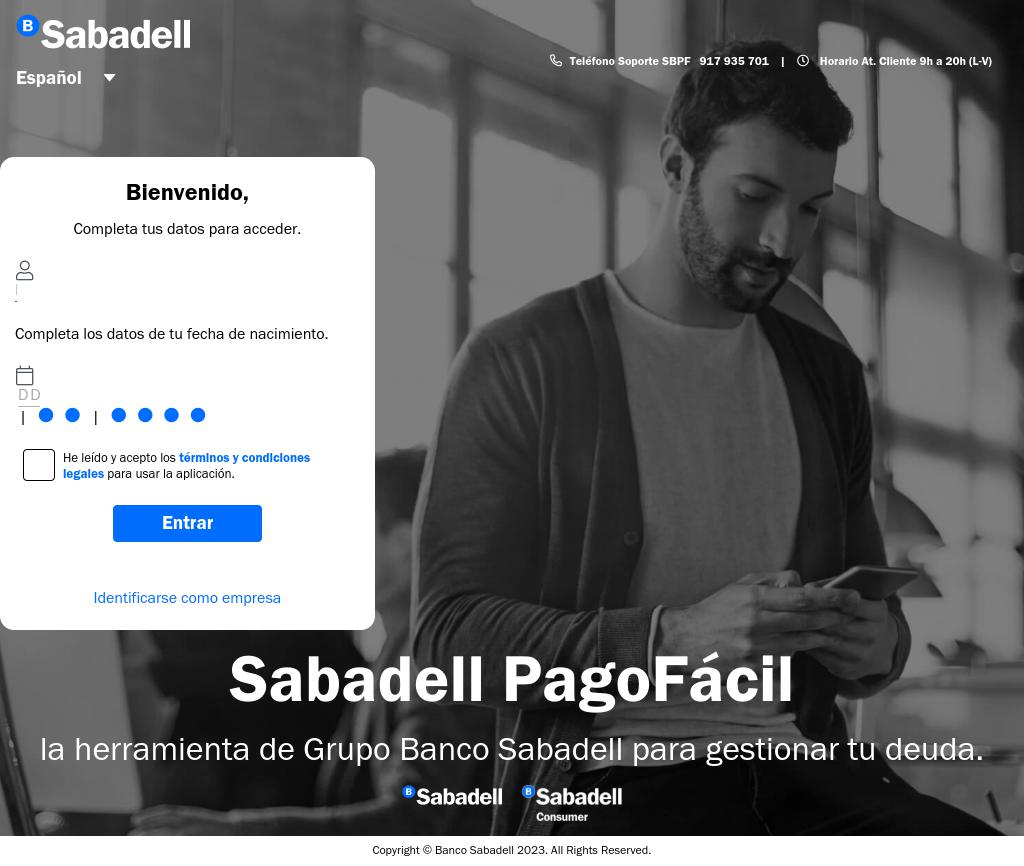 B Sabadell
Español
Teléfono Soporte SBPF 917 935 701 | Horario At. Cliente 9h a 20h (L-V)
Bienvenido,
Completa tus datos para acceder.
Completa los datos de tu fecha de nacimiento.
DD
| ● ● | ● ● ● ●
He leído y acepto los términos y condiciones
legales para usar la aplicación.
Entrar
Identificarse como empresa
Sabadell PagoFácil
la herramienta de Grupo Banco Sabadell para gestionar tu deuda.
B Sabadell B Sabadell
Consumer
Copyright © Banco Sabadell 2023. All Rights Reserved.